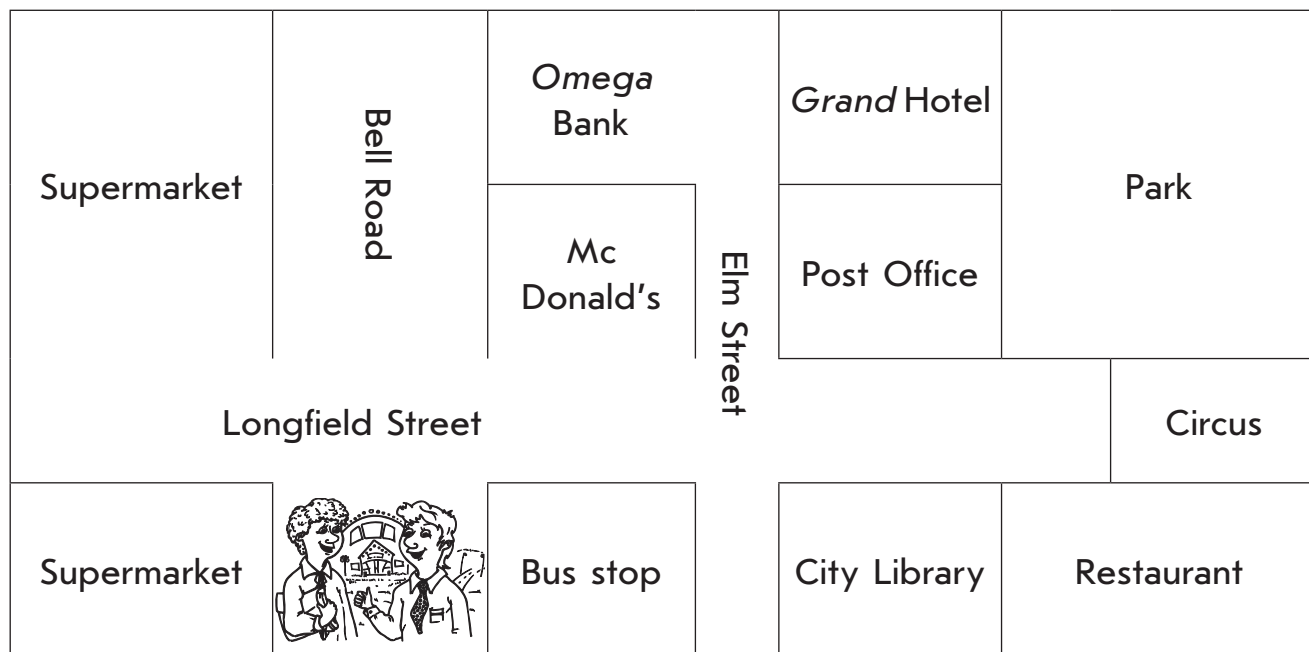 Omega
Bank
Grand Hotel
Supermarket
Bell Road
Park
Mc
Donald's
Elm Street
Post Office
Longfield Street
Circus
Supermarket
Bus stop
City Library
Restaurant